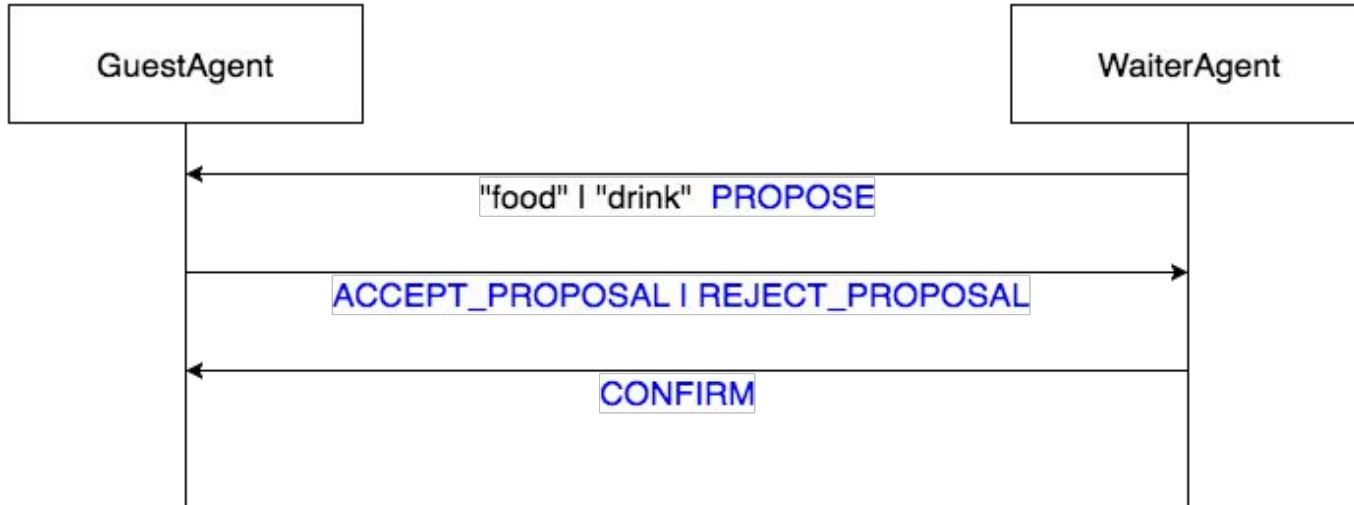 GuestAgent
WaiterAgent
"food" | "drink" PROPOSE
ACCEPT_PROPOSAL | REJECT_PROPOSAL
CONFIRM